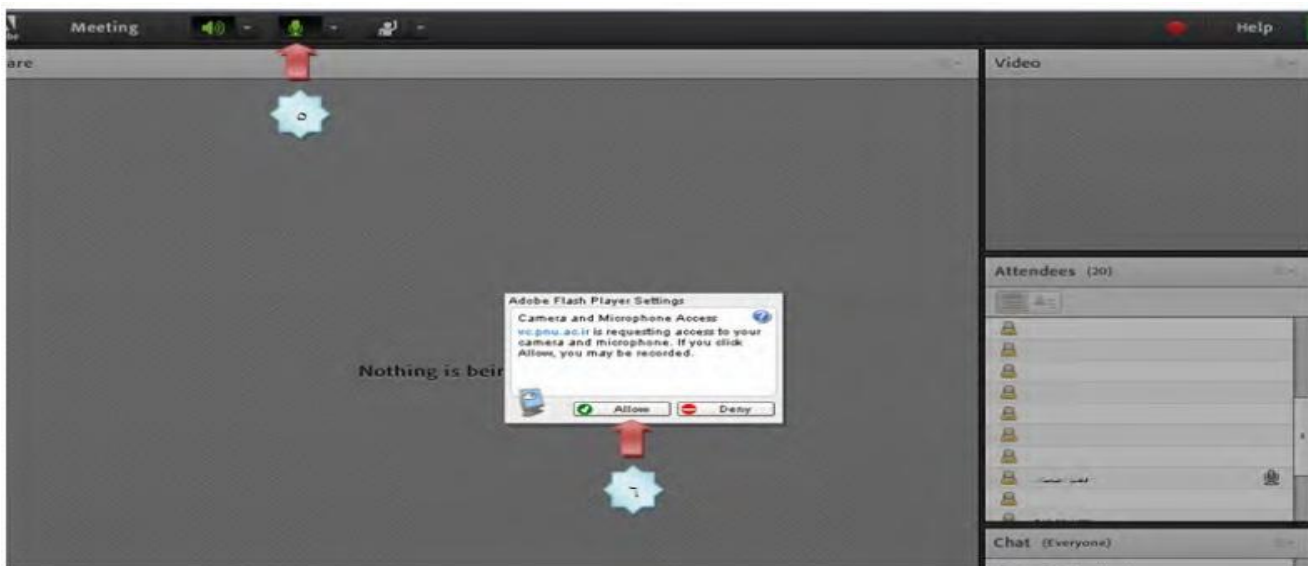 Meeting
Help
are
Video
۵
Attendees (20)
Adobe Flash Player Settings
Camera and Microphone Access
vc.pnu.ac.ir is requesting access to your
camera and microphone. If you click
Allow, you may be recorded.
Nothing is bein
Allow
Deny
۶
Chat (Everyone)